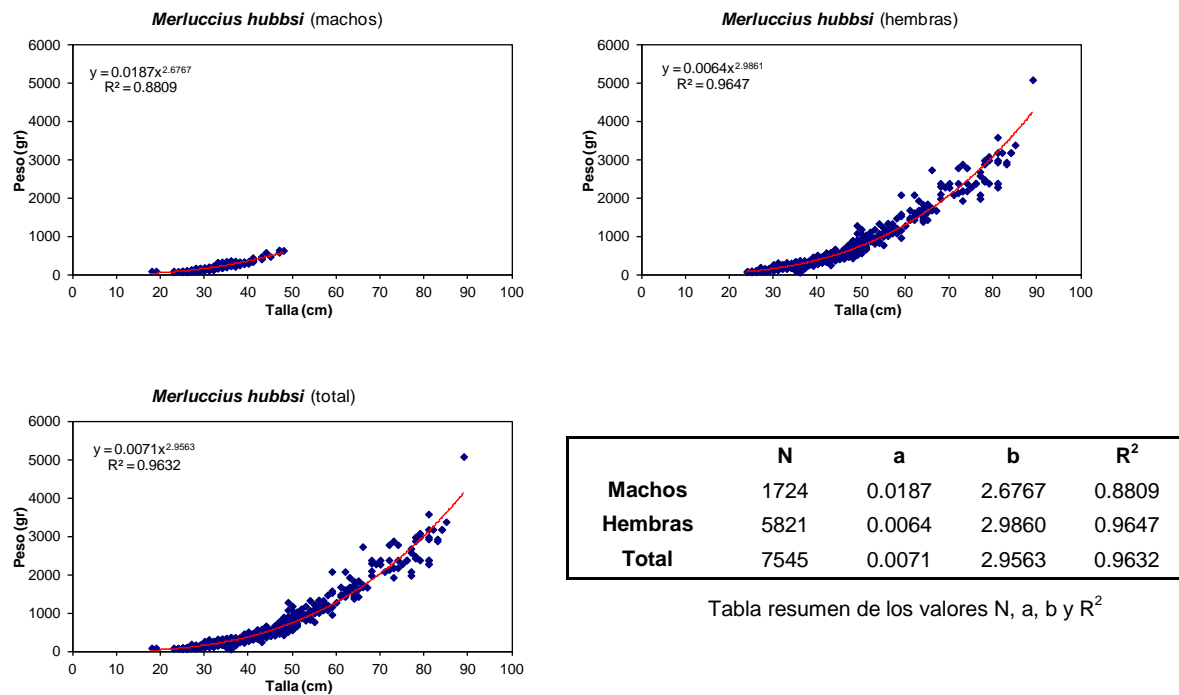 Merluccius hubbsi (machos)
y = 0.0187x^2.6767
R² = 0.8809
6000
5000
4000
3000
2000
1000
0
Peso (gr)
0 10 20 30 40 50 60 70 80 90 100
Talla (cm)
Merluccius hubbsi (hembras)
y = 0.0064x^2.9861
R² = 0.9647
6000
5000
4000
3000
2000
1000
0
Peso (gr)
0 10 20 30 40 50 60 70 80 90 100
Talla (cm)
Merluccius hubbsi (total)
y = 0.0071x^2.9563
R² = 0.9632
6000
5000
4000
3000
2000
1000
0
Peso (gr)
0 10 20 30 40 50 60 70 80 90 100
Talla (cm)
N a b R²
Machos 1724 0.0187 2.6767 0.8809
Hembras 5821 0.0064 2.9860 0.9647
Total 7545 0.0071 2.9563 0.9632
Tabla resumen de los valores N, a, b y R²